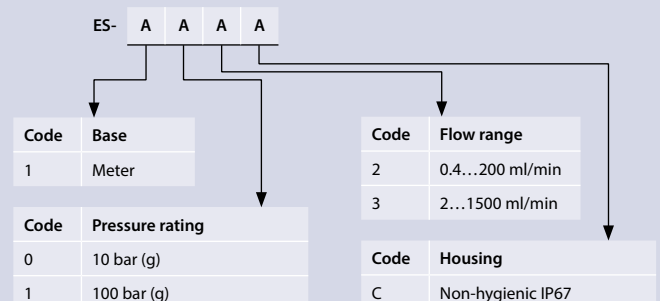 ES- A A A A
Code Base
1 Meter
Code Pressure rating
0 10 bar (g)
1 100 bar (g)
Code Flow range
2 0.4…200 ml/min
3 2…1500 ml/min
Code Housing
C Non-hygienic IP67